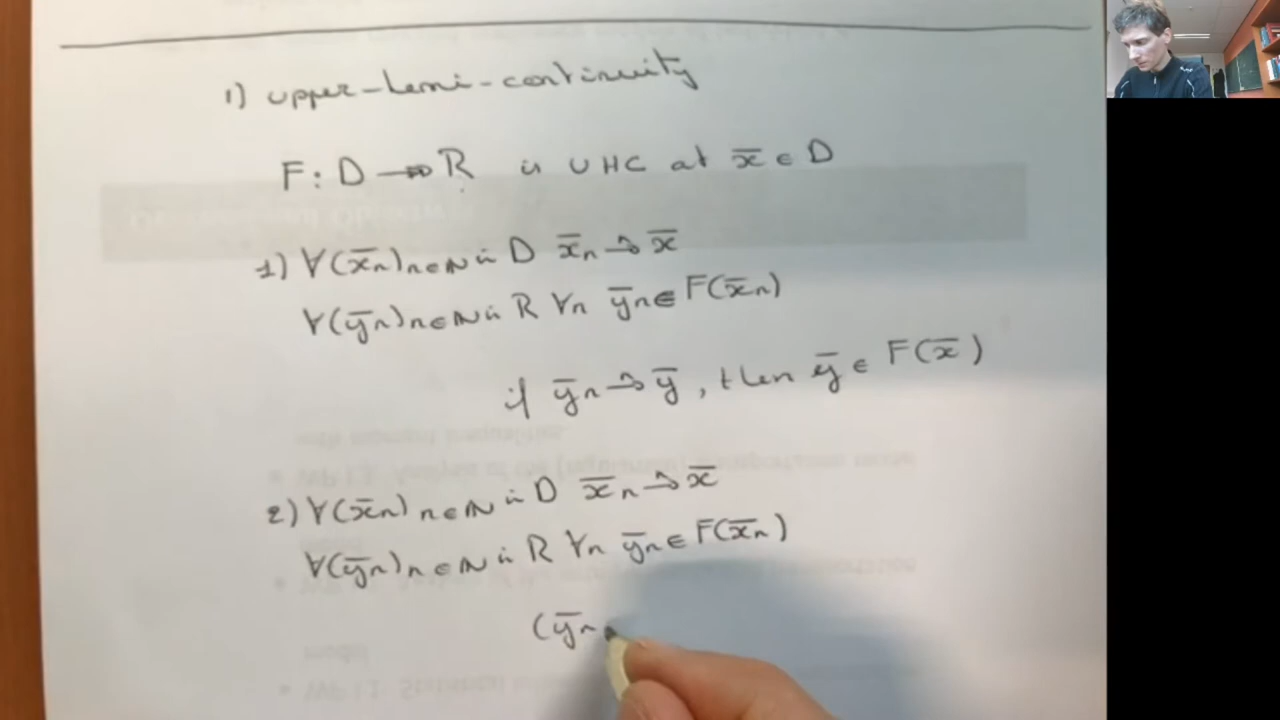 1) upper-hemi-continuity
F: D ↠ R is UHC at x̄ ∈ D
1) ∀(x̄n)n∈ℕ in D x̄n → x̄
∀(ȳn)n∈ℕ in R ∀n ȳn ∈ F(x̄n)
if ȳn → ȳ, then ȳ ∈ F(x̄)
2) ∀(x̄n)n∈ℕ in D x̄n → x̄
∀(ȳn)n∈ℕ in R ∀n ȳn ∈ F(x̄n)
(ȳn